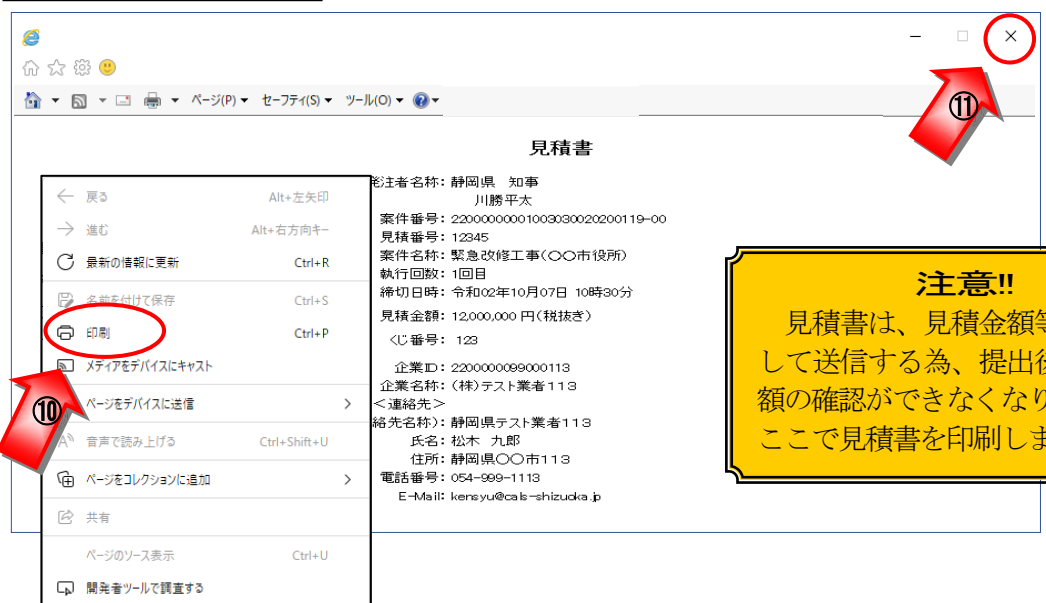 ⑪
ページ(P) セーフティ(S) ツール(O)
見積書
発注者名称: 静岡県 知事
川勝平太
案件番号: 22000000001003030020200119-00
見積番号: 12345
案件名称: 緊急改修工事(〇〇市役所)
執行回数: 1回目
締切日時: 令和02年10月07日 10時30分
見積金額: 12,000,000 円(税抜き)
くじ番号: 123
企業ID: 2200000099000113
企業名称: (株)テスト業者113
<連絡先>
絡先名称): 静岡県テスト業者113
氏名: 松木 九郎
住所: 静岡県〇〇市113
電話番号: 054-999-1113
E-Mail: kensyu@cals-shizuoka.jp
戻る Alt+左矢印
進む Alt+右方向キー
最新の情報に更新 Ctrl+R
名前を付けて保存 Ctrl+S
印刷 Ctrl+P
メディアをデバイスにキャスト
⑩
ページをデバイスに送信
音声で読み上げる Ctrl+Shift+U
ページをコレクションに追加
共有
ページのソース表示 Ctrl+U
開発者ツールで調査する
注意!!
見積書は、見積金額等
して送信する為、提出後
額の確認ができなくなり
ここで見積書を印刷しま